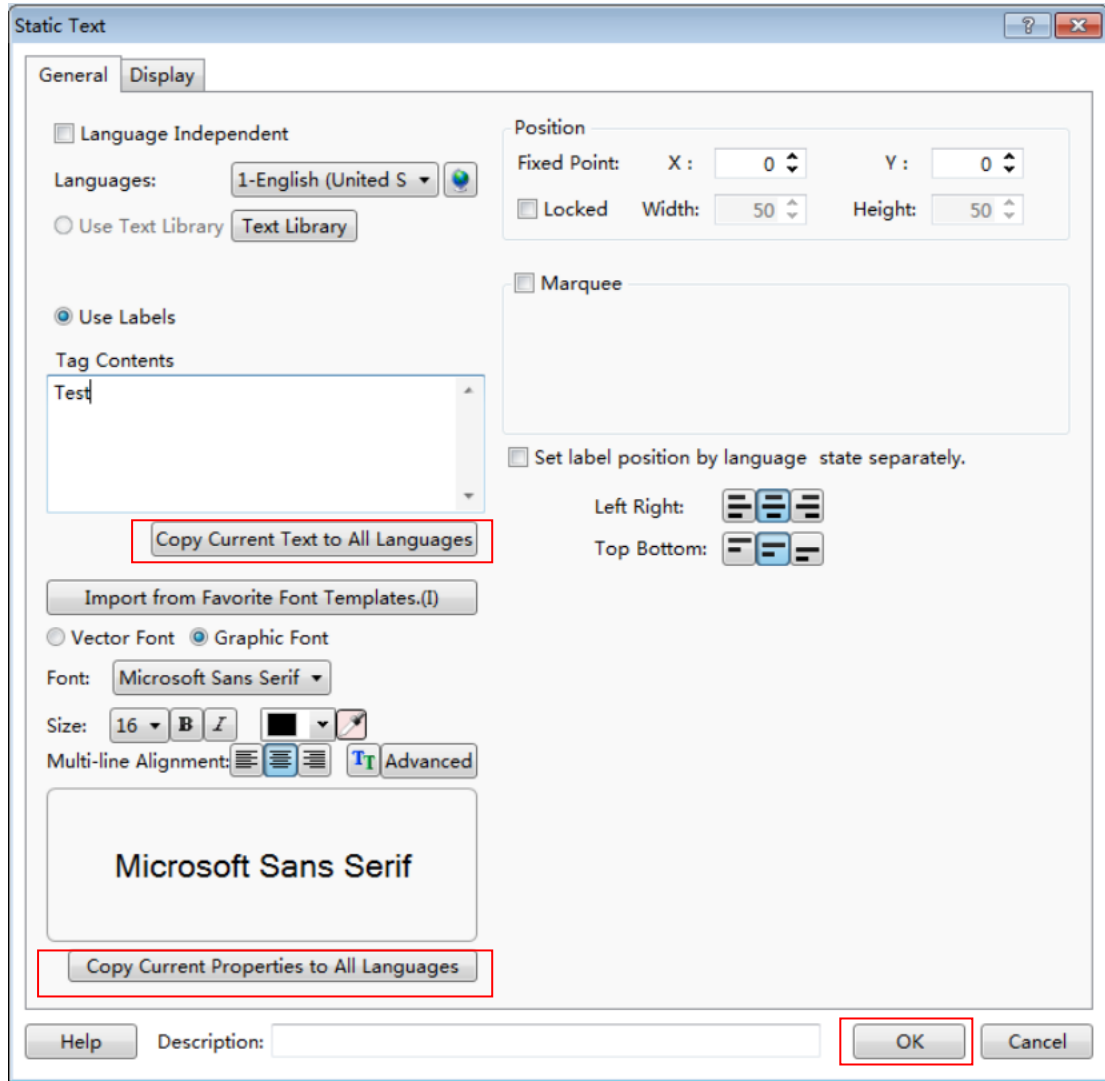 Static Text
General Display
Language Independent
Languages: 1-English (United S
Use Text Library Text Library
Use Labels
Tag Contents
Test
Copy Current Text to All Languages
Import from Favorite Font Templates.(I)
Vector Font Graphic Font
Font: Microsoft Sans Serif
Size: 16 B I
Multi-line Alignment: TT Advanced
Microsoft Sans Serif
Copy Current Properties to All Languages
Position
Fixed Point: X : 0 Y : 0
Locked Width: 50 Height: 50
Marquee
Set label position by language state separately.
Left Right:
Top Bottom:
Help Description: OK Cancel